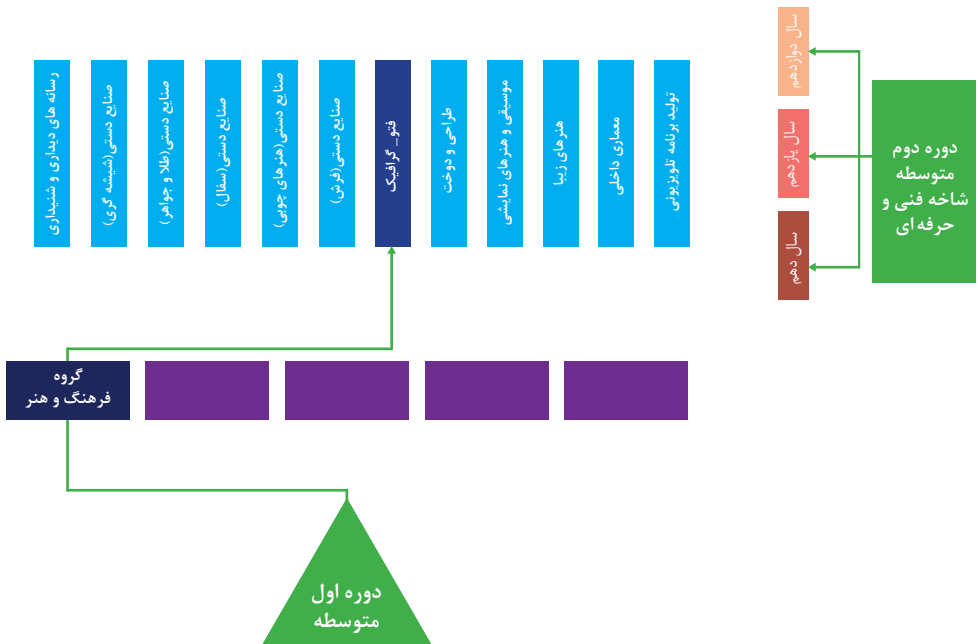 سال دوازدهم
سال یازدهم
سال دهم
دوره دوم
متوسطه
شاخه فنی و
حرفه ای
تولید برنامه تلویزیونی
معماری داخلی
هنرهای زیبا
موسیقی و هنرهای نمایشی
طراحی و دوخت
فتو_ گرافیک
صنایع دستی(فرش)
صنایع دستی(هنرهای چوبی)
صنایع دستی(سفال)
صنایع دستی(طلا و جواهر)
صنایع دستی(شیشه گری)
رسانه های دیداری و شنیداری
گروه
فرهنگ و هنر
دوره اول
متوسطه